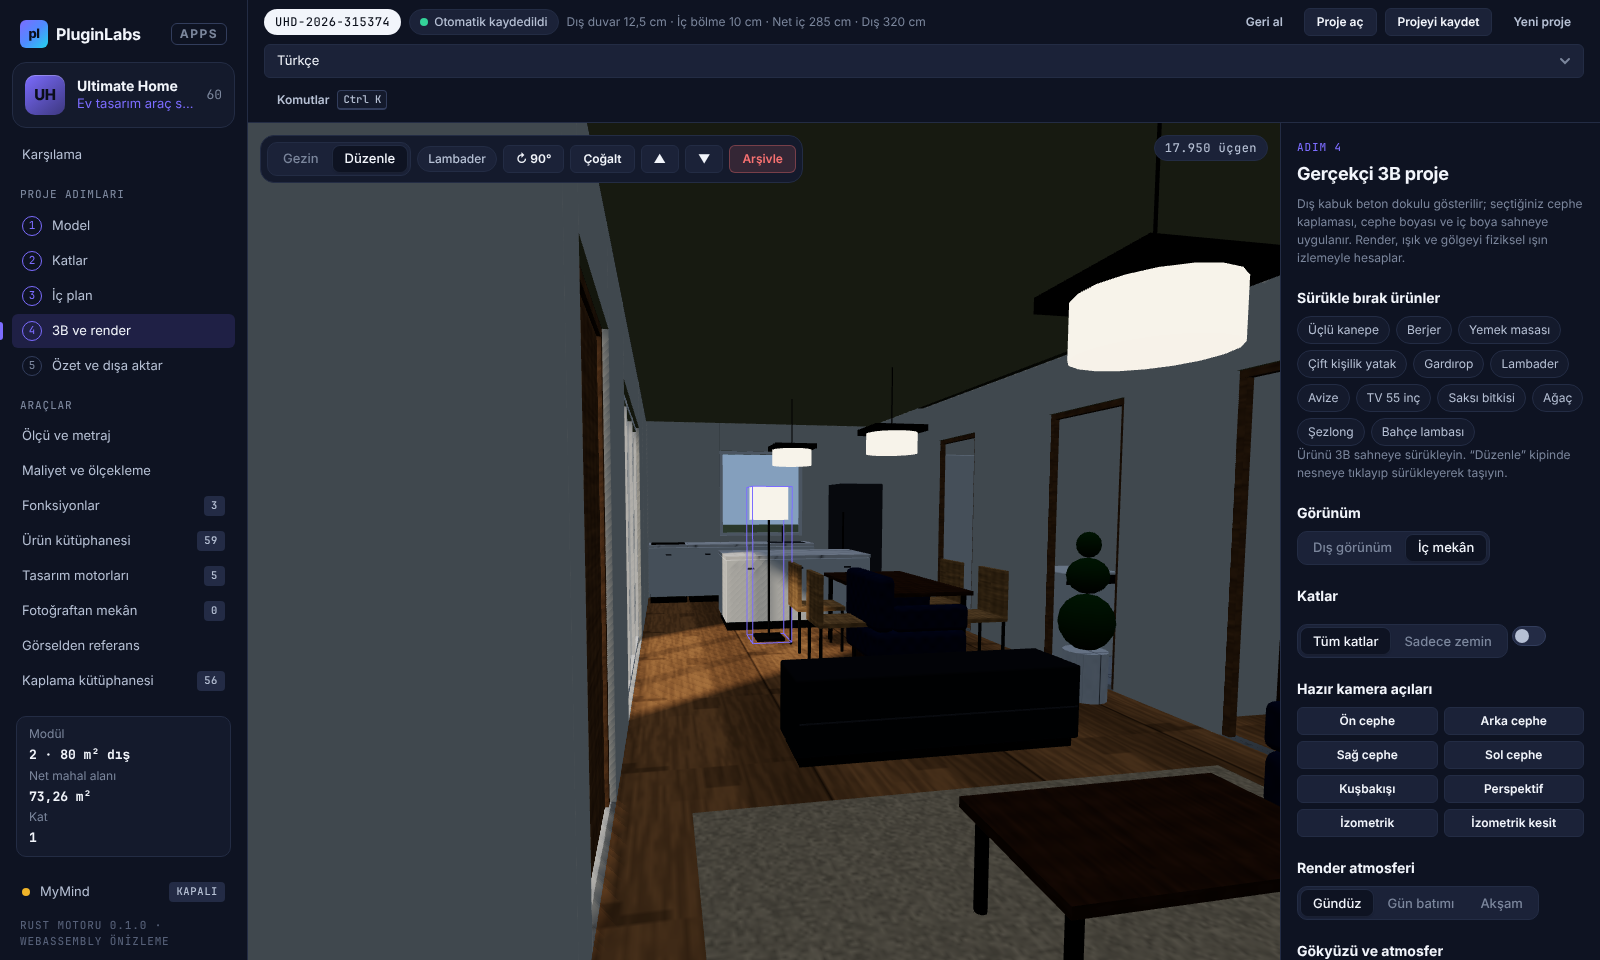 pl PluginLabs APPS
UH Ultimate Home 60
Ev tasarım araç s...
Karşılama
PROJE ADIMLARI
1 Model
2 Katlar
3 İç plan
4 3B ve render
5 Özet ve dışa aktar
ARAÇLAR
Ölçü ve metraj
Maliyet ve ölçekleme
Fonksiyonlar 3
Ürün kütüphanesi 59
Tasarım motorları 5
Fotoğraftan mekân 0
Görselden referans
Kaplama kütüphanesi 56
Modül
2 · 80 m² dış
Net mahal alanı
73,26 m²
Kat
1
MyMind KAPALI
RUST MOTORU 0.1.0 ·
WEBASSEMBLY ÖNİZLEME
UHD-2026-315374 Otomatik kaydedildi Dış duvar 12,5 cm · İç bölme 10 cm · Net iç 285 cm · Dış 320 cm Geri al Proje aç Projeyi kaydet Yeni proje
Türkçe
Komutlar Ctrl K
Gezin Düzenle Lambader ↻ 90° Çoğalt ▲ ▼ Arşivle
17.950 üçgen
ADIM 4
Gerçekçi 3B proje
Dış kabuk beton dokulu gösterilir; seçtiğiniz cephe
kaplaması, cephe boyası ve iç boya sahneye
uygulanır. Render, ışık ve gölgeyi fiziksel ışın
izlemeyle hesaplar.
Sürükle bırak ürünler
Üçlü kanepe Berjer Yemek masası
Çift kişilik yatak Gardırop Lambader
Avize TV 55 inç Saksı bitkisi Ağaç
Şezlong Bahçe lambası
Ürünü 3B sahneye sürükleyin. “Düzenle” kipinde
nesneye tıklayıp sürükleyerek taşıyın.
Görünüm
Dış görünüm İç mekân
Katlar
Tüm katlar Sadece zemin
Hazır kamera açıları
Ön cephe Arka cephe
Sağ cephe Sol cephe
Kuşbakışı Perspektif
İzometrik İzometrik kesit
Render atmosferi
Gündüz Gün batımı Akşam
Gökyüzü ve atmosfer